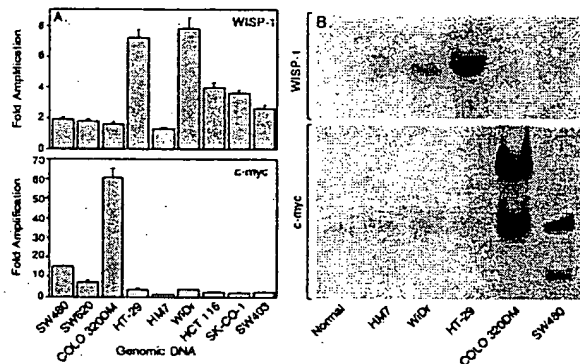 A
WISP-1
Fold Amplification
8
6
4
2
0
c-myc
Fold Amplification
70
60
50
40
30
20
10
0
SW480
SW620
COLO 320DM
HT-29
HM7
WiDr
HCT 116
SK-CO-1
SW403
Genomic DNA
B
WISP-1
c-myc
Normal
HM7
WiDr
HT-29
COLO 320DM
SW480